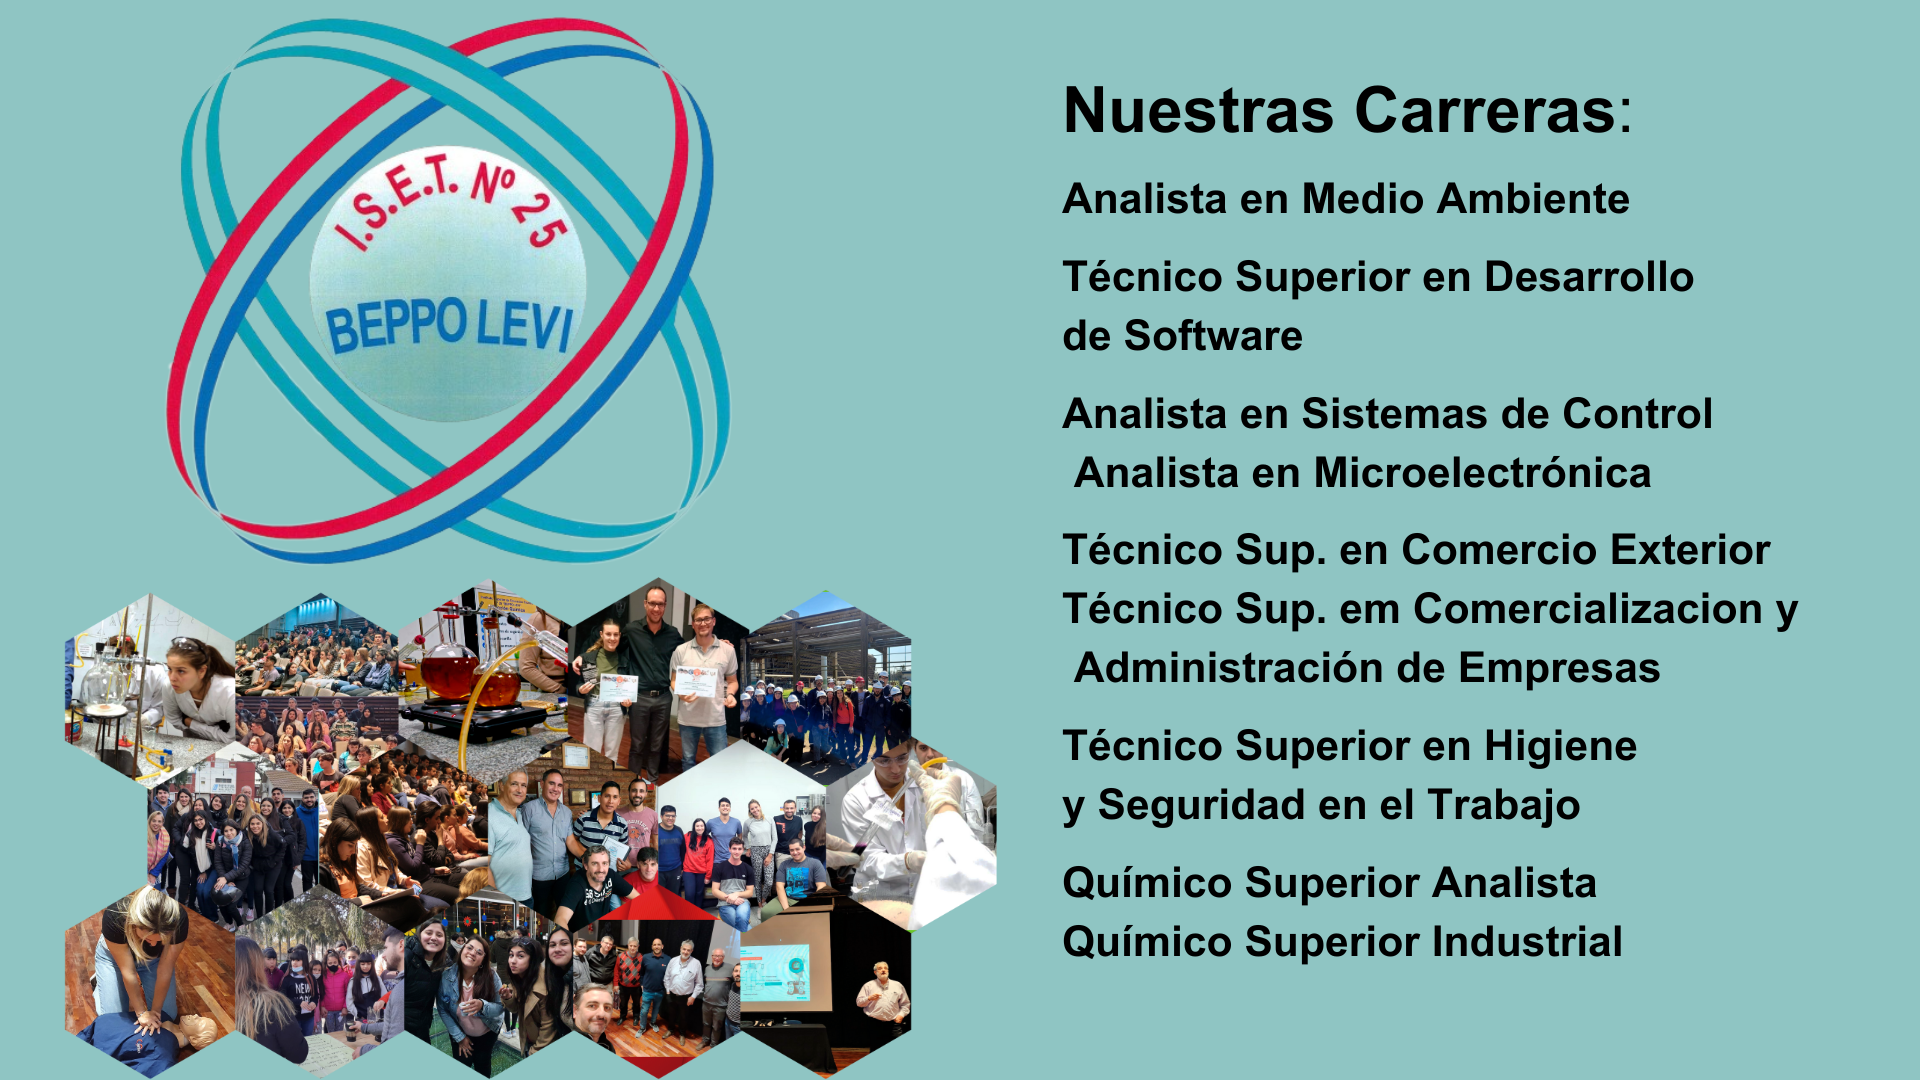 I.S.E.T. Nº 25
BEPPO LEVI
Nuestras Carreras:
Analista en Medio Ambiente
Técnico Superior en Desarrollo
de Software
Analista en Sistemas de Control
Analista en Microelectrónica
Técnico Sup. en Comercio Exterior
Técnico Sup. em Comercializacion y
Administración de Empresas
Técnico Superior en Higiene
y Seguridad en el Trabajo
Químico Superior Analista
Químico Superior Industrial